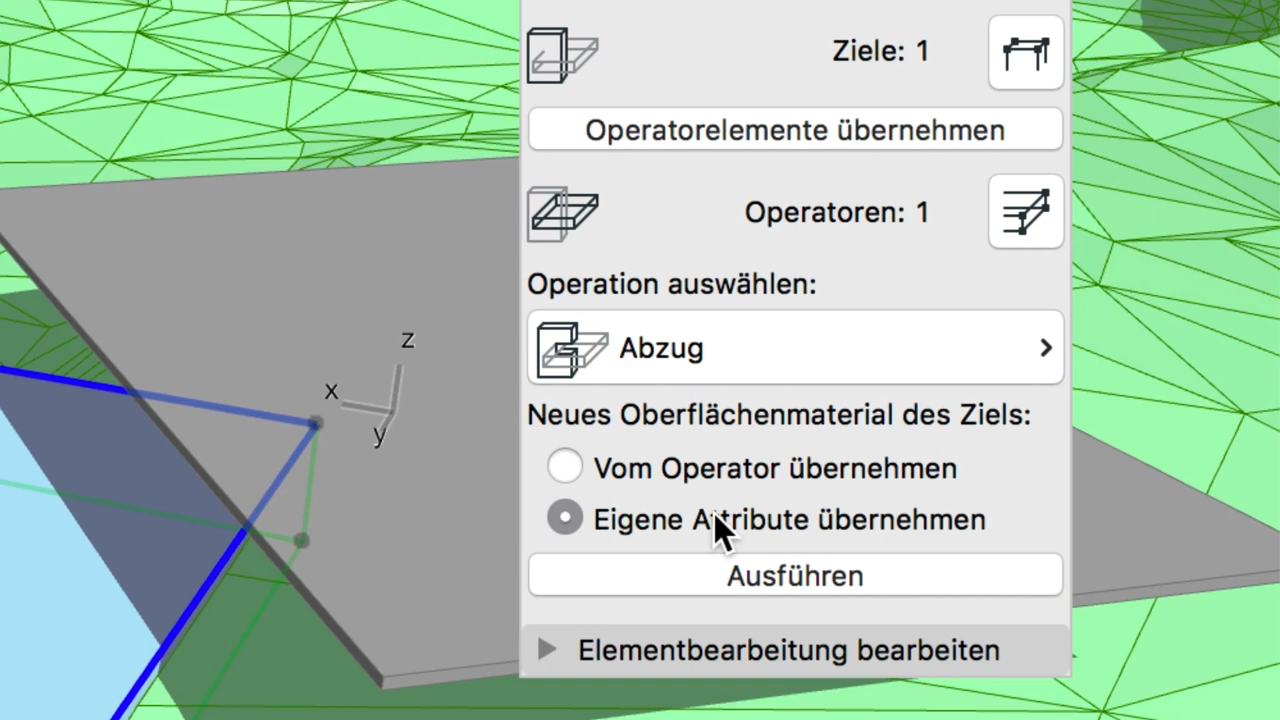 Ziele: 1
Operatorelemente übernehmen
Operatoren: 1
Operation auswählen:
Abzug
Neues Oberflächenmaterial des Ziels:
Vom Operator übernehmen
Eigene Attribute übernehmen
Ausführen
Elementbearbeitung bearbeiten
z
x
y